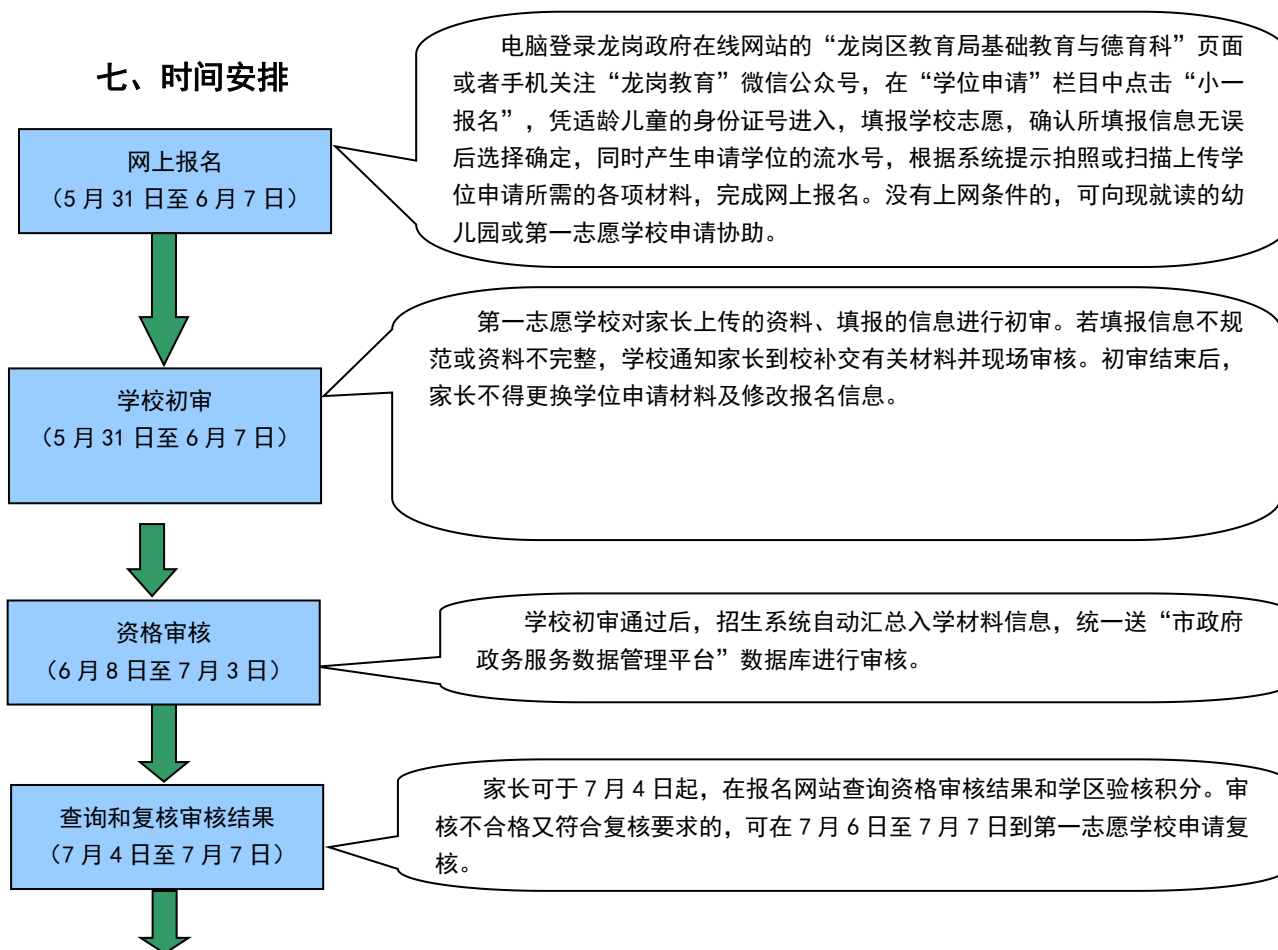 七、时间安排
电脑登录龙岗政府在线网站的“龙岗区教育局基础教育与德育科”页面
或者手机关注“龙岗教育”微信公众号，在“学位申请”栏目中点击“小一
报名”，凭适龄儿童的身份证号进入，填报学校志愿，确认所填报信息无误
后选择确定，同时产生申请学位的流水号，根据系统提示拍照或扫描上传学
位申请所需的各项材料，完成网上报名。没有上网条件的，可向现就读的幼
儿园或第一志愿学校申请协助。
网上报名
（5月31日至6月7日）
第一志愿学校对家长上传的资料、填报的信息进行初审。若填报信息不规
范或资料不完整，学校通知家长到校补交有关材料并现场审核。初审结束后，
家长不得更换学位申请材料及修改报名信息。
学校初审
（5月31日至6月7日）
学校初审通过后，招生系统自动汇总入学材料信息，统一送“市政府
政务服务数据管理平台”数据库进行审核。
资格审核
（6月8日至7月3日）
家长可于7月4日起，在报名网站查询资格审核结果和学区验核积分。审
核不合格又符合复核要求的，可在7月6日至7月7日到第一志愿学校申请复
核。
查询和复核审核结果
（7月4日至7月7日）